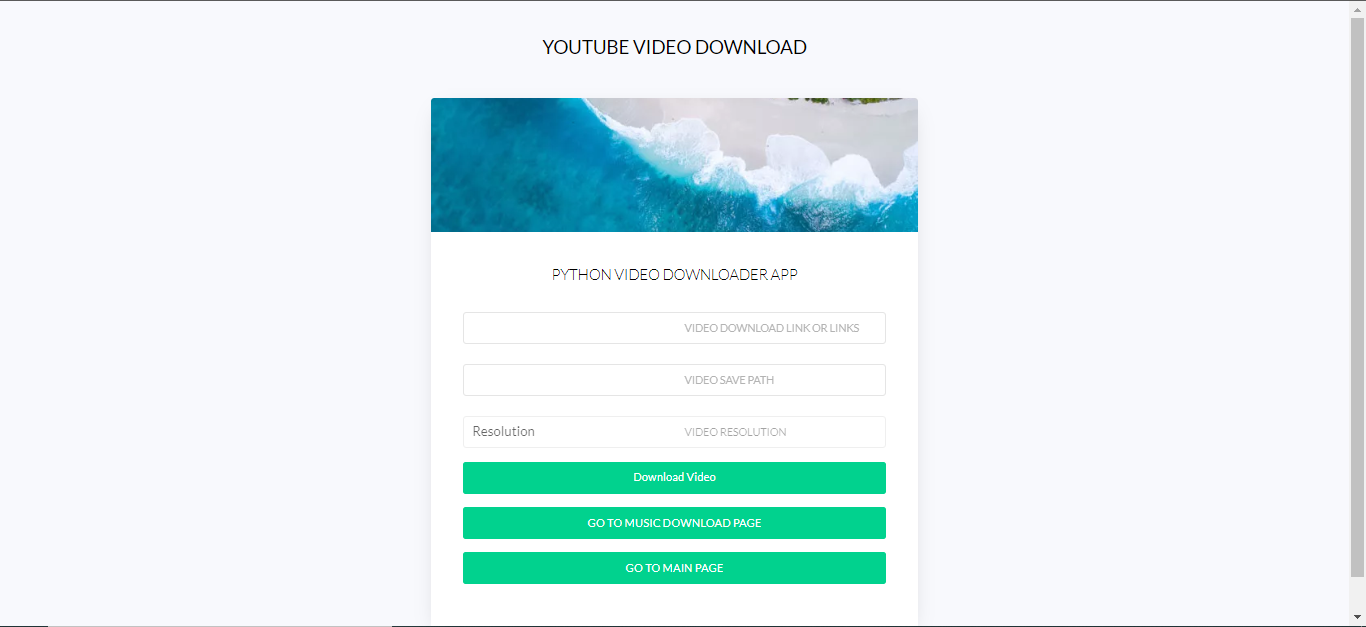 YOUTUBE VIDEO DOWNLOAD
PYTHON VIDEO DOWNLOADER APP
VIDEO DOWNLOAD LINK OR LINKS
VIDEO SAVE PATH
Resolution VIDEO RESOLUTION
Download Video
GO TO MUSIC DOWNLOAD PAGE
GO TO MAIN PAGE